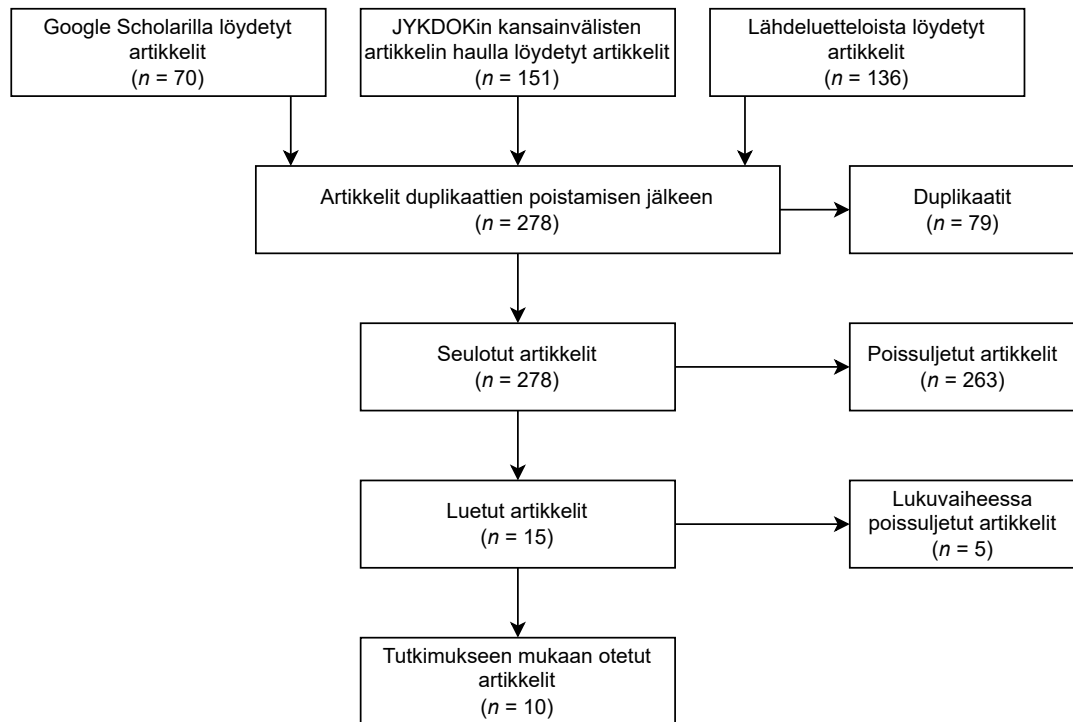 Google Scholarilla löydetyt
artikkelit
(n = 70)
JYKDOKin kansainvälisten
artikkelin haulla löydetyt artikkelit
(n = 151)
Lähdeluetteloista löydetyt
artikkelit
(n = 136)
Artikkelit duplikaattien poistamisen jälkeen
(n = 278)
Duplikaatit
(n = 79)
Seulotut artikkelit
(n = 278)
Poissuljetut artikkelit
(n = 263)
Luetut artikkelit
(n = 15)
Lukuvaiheessa
poissuljetut artikkelit
(n = 5)
Tutkimukseen mukaan otetut
artikkelit
(n = 10)